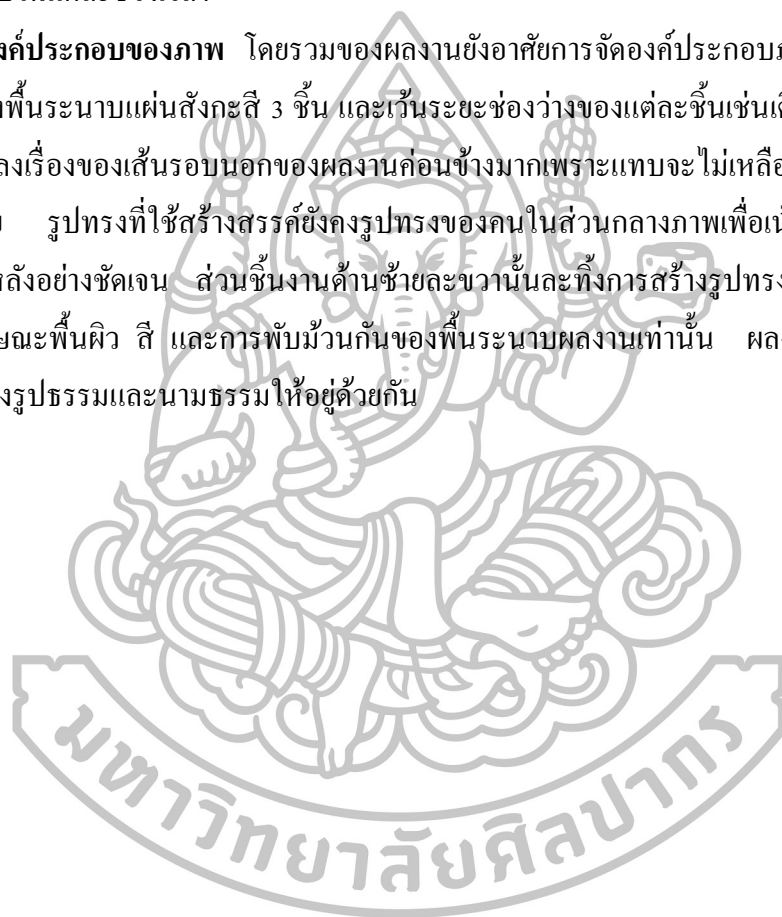 งค์ประกอบของภาพ โดยรวมของผลงานยังอาศัยการจัดองค์ประกอบ
พื้นระนาบแผ่นสังกะสี 3 ชิ้น และเว้นระยะช่องว่างของแต่ละชิ้นเช่น
ลงเรื่องของเส้นรอบนอกของผลงานค่อนข้างมากเพราะแทบจะไม่เหลือ
รูปทรงที่ใช้สร้างสรรค์ยังคงรูปทรงของคนในส่วนกลางภาพเพื่อ
หลังอย่างชัดเจน ส่วนชิ้นงานด้านซ้ายละขวานั้นละทิ้งการสร้างรูปทรง
ษณะพื้นผิว สี และการพับม้วนกันของพื้นระนาบผลงานเท่านั้น ผล
งรูปธรรมและนามธรรมให้อยู่ด้วยกัน
มหาวิทยาลัยศิลปากร